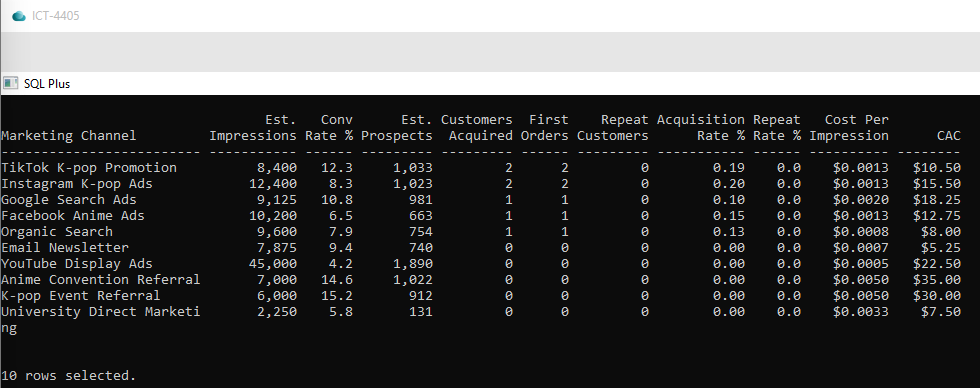 ICT-4405
SQL Plus
Est. Conv Est. Customers First Repeat Acquisition Repeat Cost Per
Marketing Channel Impressions Rate % Prospects Acquired Orders Customers Rate % Rate % Impression CAC
------------------------- ----------- ------ --------- --------- ------ --------- ----------- ------ ---------- --------
TikTok K-pop Promotion 8,400 12.3 1,033 2 2 0 0.19 0.0 $0.0013 $10.50
Instagram K-pop Ads 12,400 8.3 1,023 2 2 0 0.20 0.0 $0.0013 $15.50
Google Search Ads 9,125 10.8 981 1 1 0 0.10 0.0 $0.0020 $18.25
Facebook Anime Ads 10,200 6.5 663 1 1 0 0.15 0.0 $0.0013 $12.75
Organic Search 9,600 7.9 754 1 1 0 0.13 0.0 $0.0008 $8.00
Email Newsletter 7,875 9.4 740 0 0 0 0.00 0.0 $0.0007 $5.25
YouTube Display Ads 45,000 4.2 1,890 0 0 0 0.00 0.0 $0.0005 $22.50
Anime Convention Referral 7,000 14.6 1,022 0 0 0 0.00 0.0 $0.0050 $35.00
K-pop Event Referral 6,000 15.2 912 0 0 0 0.00 0.0 $0.0050 $30.00
University Direct Marketi 2,250 5.8 131 0 0 0 0.00 0.0 $0.0033 $7.50
ng
10 rows selected.